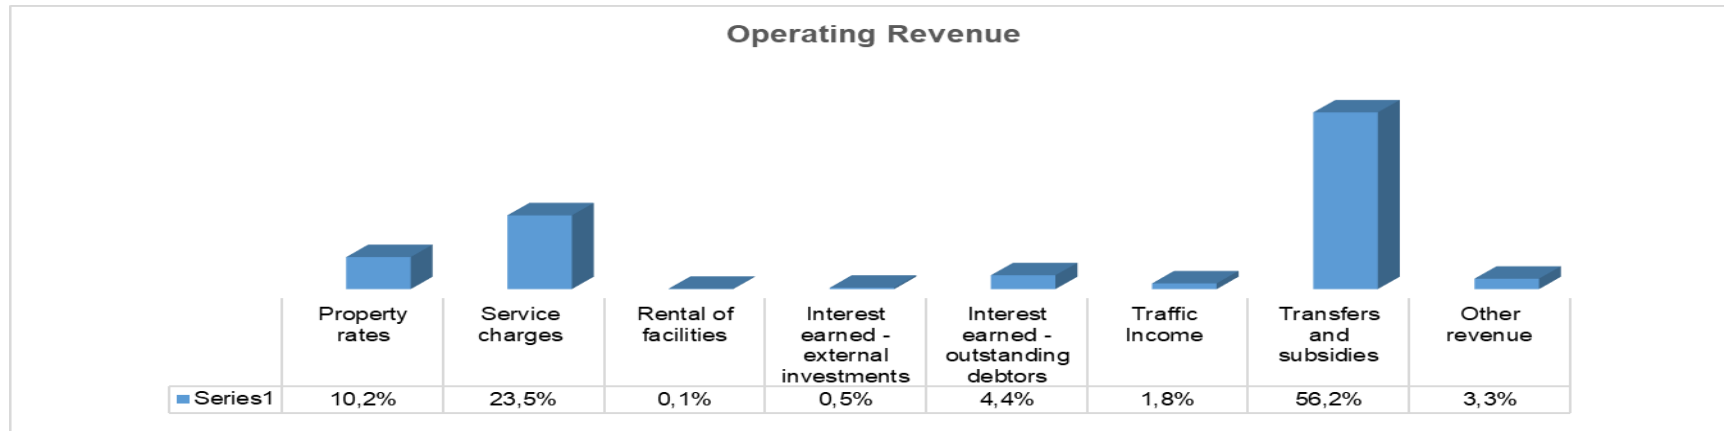 Operating Revenue
Property rates
Service charges
Rental of facilities
Interest earned - external investments
Interest earned - outstanding debtors
Traffic Income
Transfers and subsidies
Other revenue
Series1 10,2% 23,5% 0,1% 0,5% 4,4% 1,8% 56,2% 3,3%